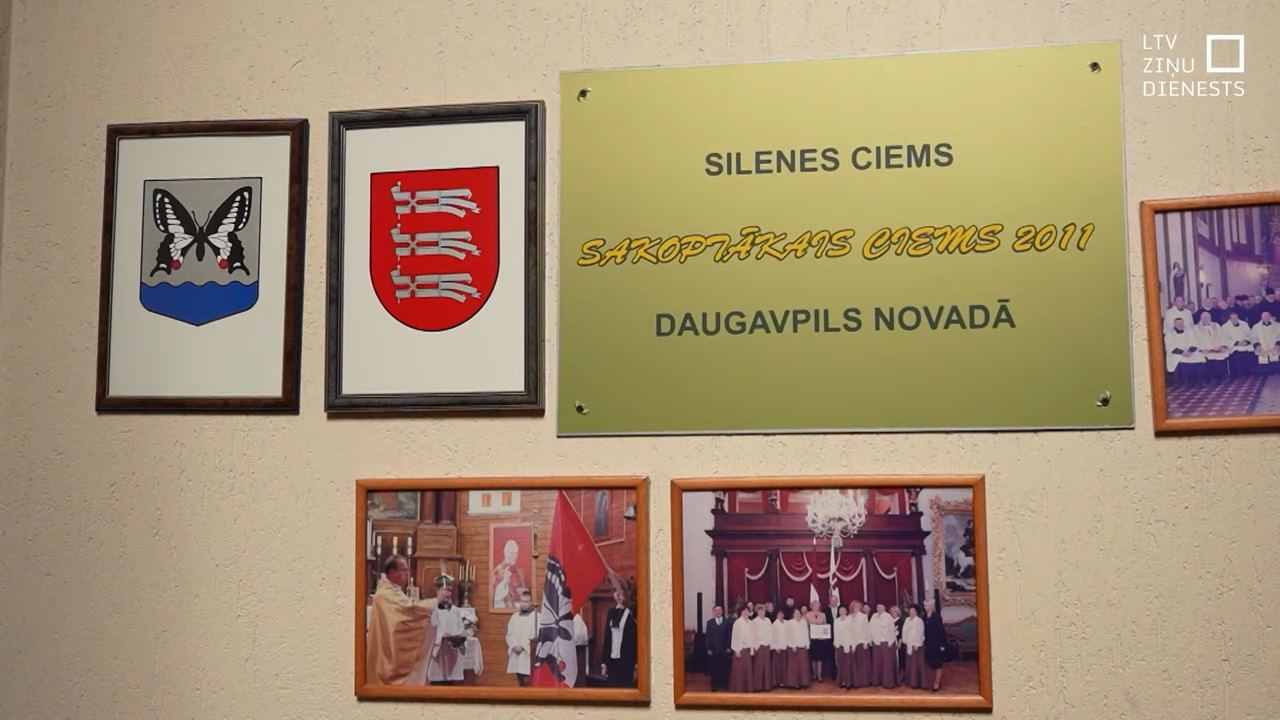 LTV
ZIŅU
DIENESTS
SILENES CIEMS
SAKOPTĀKAIS CIEMS 2011
DAUGAVPILS NOVADĀ